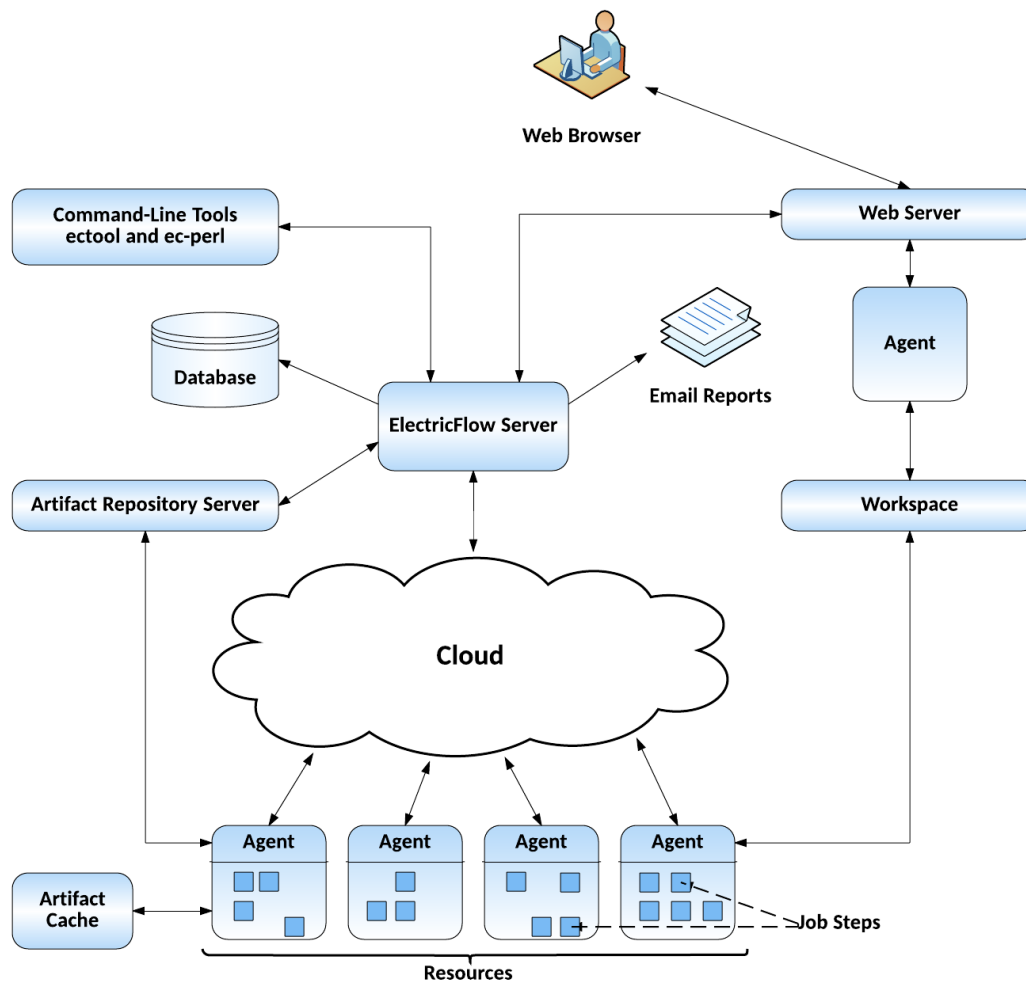 Web Browser
Command-Line Tools
ectool and ec-perl
Web Server
Database
Email Reports
Agent
ElectricFlow Server
Artifact Repository Server
Workspace
Cloud
Agent
Agent
Agent
Agent
Artifact
Cache
Job Steps
Resources